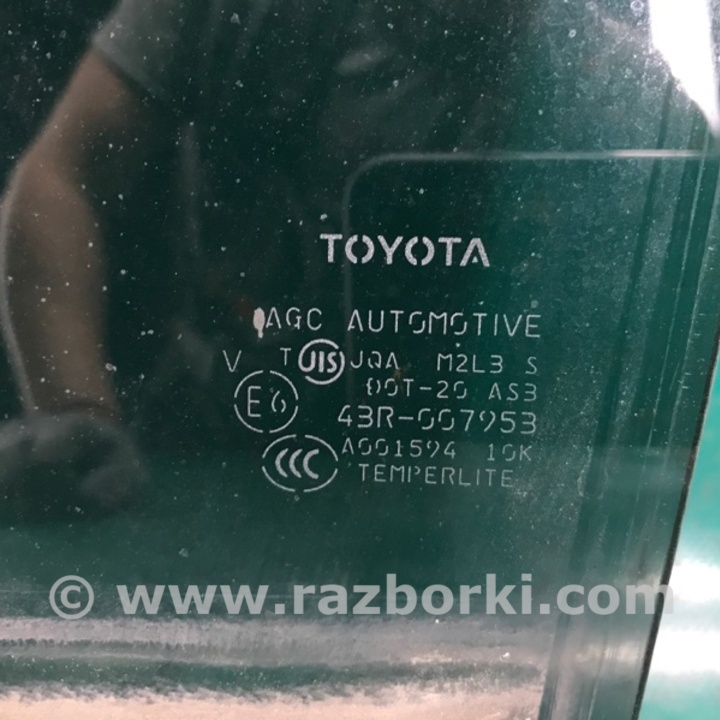 TOYOTA
AGC AUTOMOTIVE
V T JIS JQA M2L3 S
DOT-20 AS3
E6 43R-007953
CCC A001594 10K
TEMPERLITE
© www.razborki.com